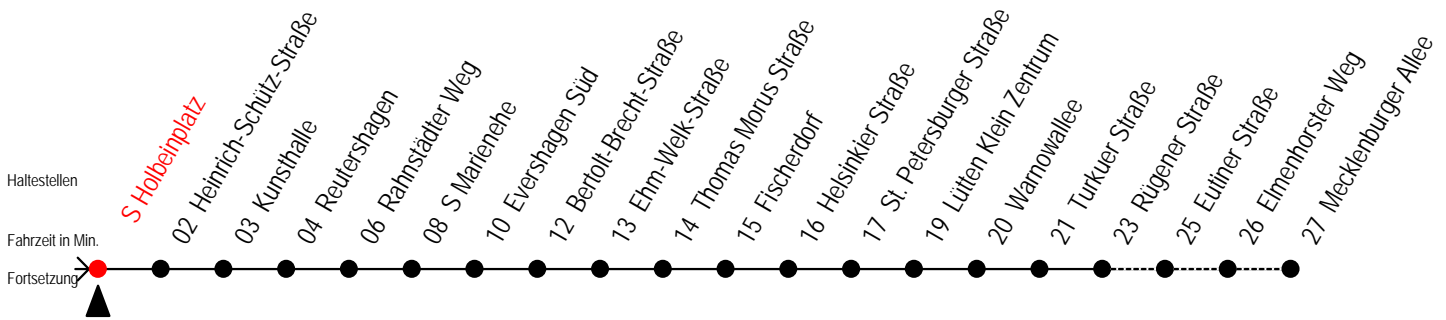 Haltestellen
Fahrzeit in Min.
Fortsetzung
S Holbeinplatz
02 Heinrich-Schütz-Straße
03 Kunsthalle
04 Reutershagen
06 Rahnstädter Weg
08 S Marienehe
10 Evershagen Süd
12 Bertolt-Brecht-Straße
13 Ehm-Welk-Straße
14 Thomas Morus Straße
15 Fischerdorf
16 Helsinkier Straße
17 St. Petersburger Straße
19 Lütten Klein Zentrum
20 Warnowallee
21 Turkuer Straße
23 Rügener Straße
25 Eutiner Straße
26 Elmenhorster Weg
27 Mecklenburger Allee